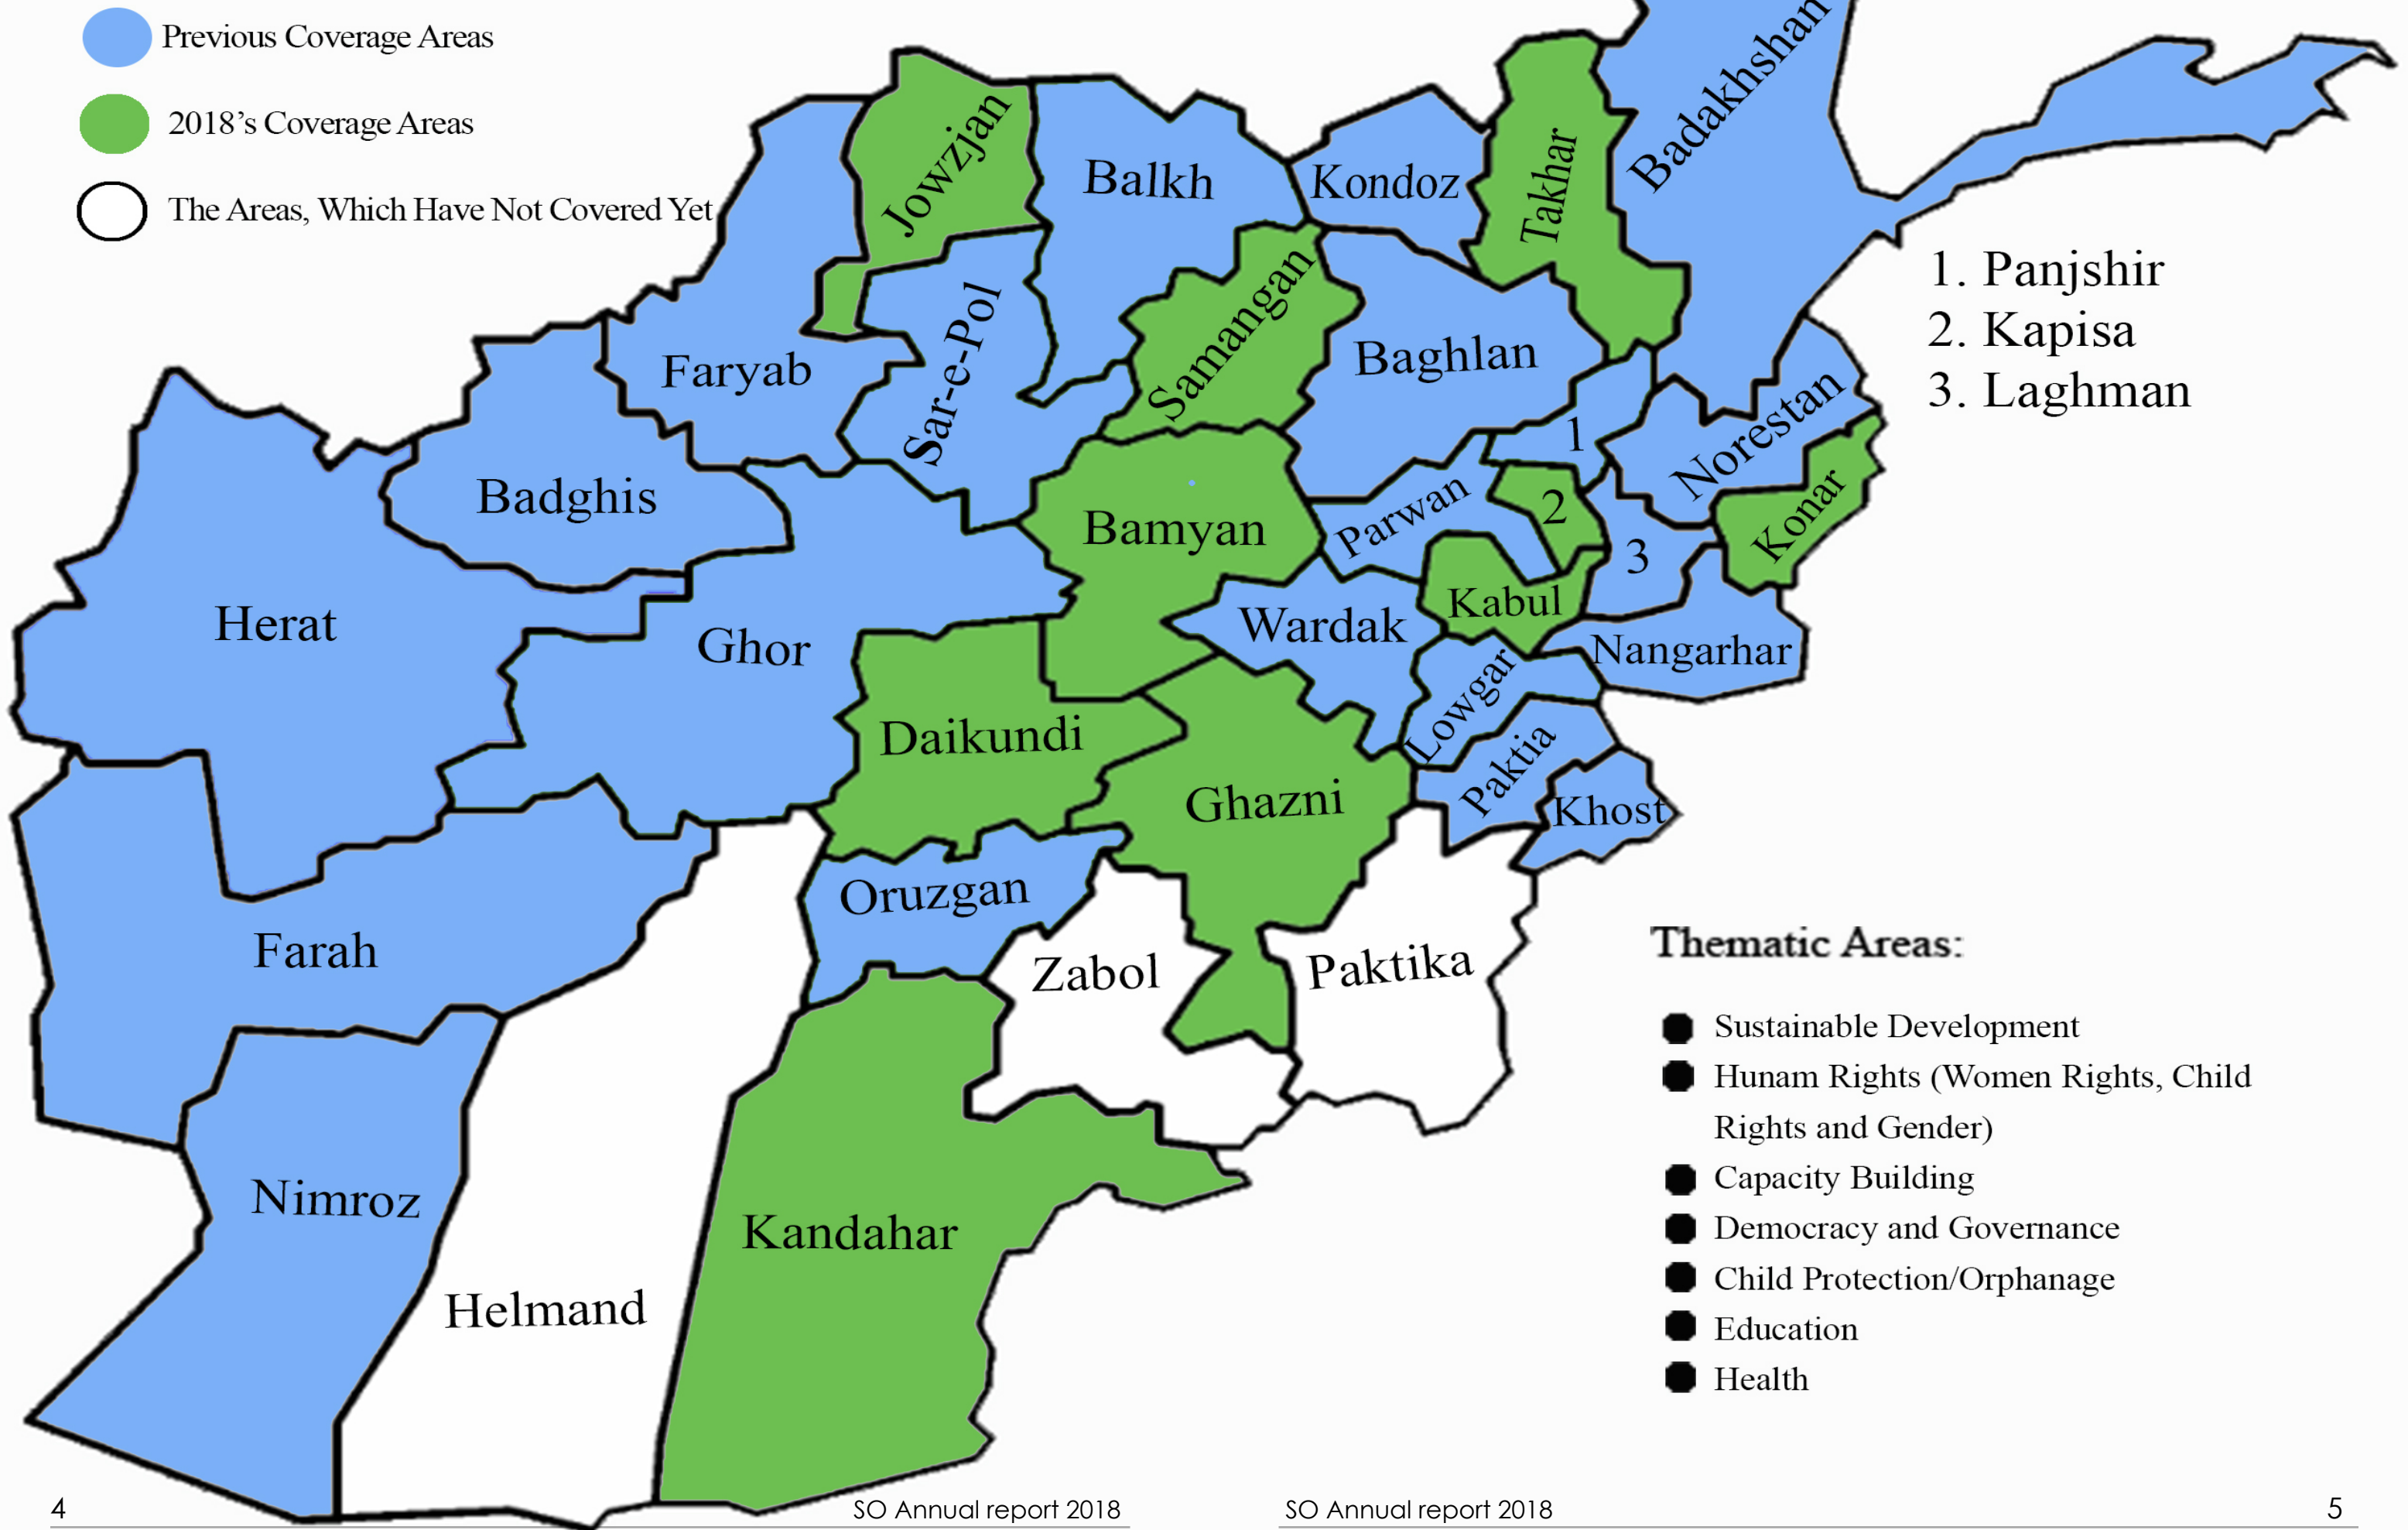 Previous Coverage Areas
2018’s Coverage Areas
The Areas, Which Have Not Covered Yet
Badakhshan
Jowzjan
Balkh
Kondoz
Takhar
1. Panjshir
2. Kapisa
3. Laghman
Faryab
Sar-e-Pol
Samangan
Baghlan
1
Norestan
Badghis
Bamyan
Parwan
2
3
Konar
Herat
Ghor
Wardak
Kabul
Nangarhar
Daikundi
Lowgar
Ghazni
Paktia
Khost
Oruzgan
Farah
Zabol
Paktika
Thematic Areas:
Sustainable Development
Hunam Rights (Women Rights, Child
Rights and Gender)
Capacity Building
Democracy and Governance
Child Protection/Orphanage
Education
Health
Nimroz
Kandahar
Helmand
4
SO Annual report 2018
SO Annual report 2018
5